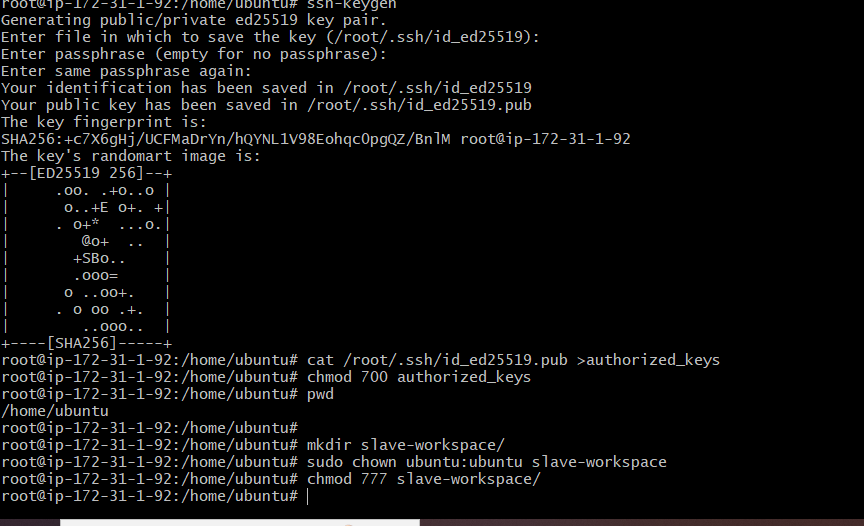 root@ip-172-31-1-92:/home/ubuntu# ssh-keygen
Generating public/private ed25519 key pair.
Enter file in which to save the key (/root/.ssh/id_ed25519):
Enter passphrase (empty for no passphrase):
Enter same passphrase again:
Your identification has been saved in /root/.ssh/id_ed25519
Your public key has been saved in /root/.ssh/id_ed25519.pub
The key fingerprint is:
SHA256:+c7X6gHj/UCFMaDrYn/hQYNL1V98EohqcOpgQZ/BnlM root@ip-172-31-1-92
The key's randomart image is:
+--[ED25519 256]--+
|     .oo. .+o..o |
|      o..+E o+. +|
|     . o+*  ...o.|
|        @o+  ..  |
|       +SBo..    |
|       .ooo=     |
|      o ..oo+.   |
|     . o oo .+.  |
|        ..ooo..  |
+----[SHA256]-----+
root@ip-172-31-1-92:/home/ubuntu# cat /root/.ssh/id_ed25519.pub >authorized_keys
root@ip-172-31-1-92:/home/ubuntu# chmod 700 authorized_keys
root@ip-172-31-1-92:/home/ubuntu# pwd
/home/ubuntu
root@ip-172-31-1-92:/home/ubuntu#
root@ip-172-31-1-92:/home/ubuntu# mkdir slave-workspace/
root@ip-172-31-1-92:/home/ubuntu# sudo chown ubuntu:ubuntu slave-workspace
root@ip-172-31-1-92:/home/ubuntu# chmod 777 slave-workspace/
root@ip-172-31-1-92:/home/ubuntu#